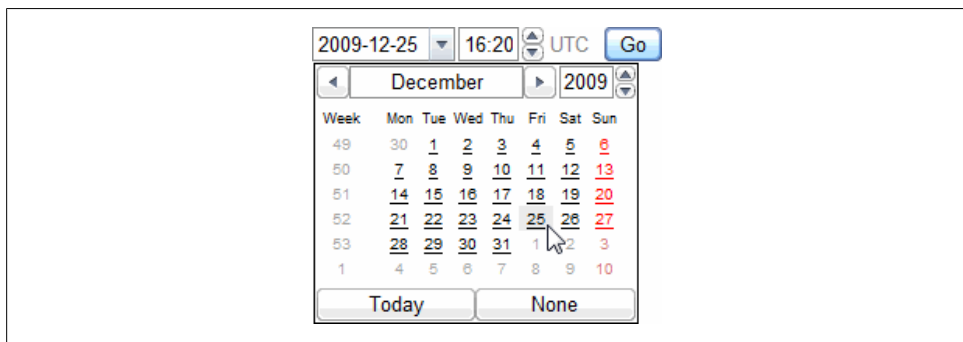 2009-12-25 16:20 UTC Go
December 2009
Week Mon Tue Wed Thu Fri Sat Sun
49 30 1 2 3 4 5 6
50 7 8 9 10 11 12 13
51 14 15 16 17 18 19 20
52 21 22 23 24 25 26 27
53 28 29 30 31 1 2 3
1 4 5 6 7 8 9 10
Today None